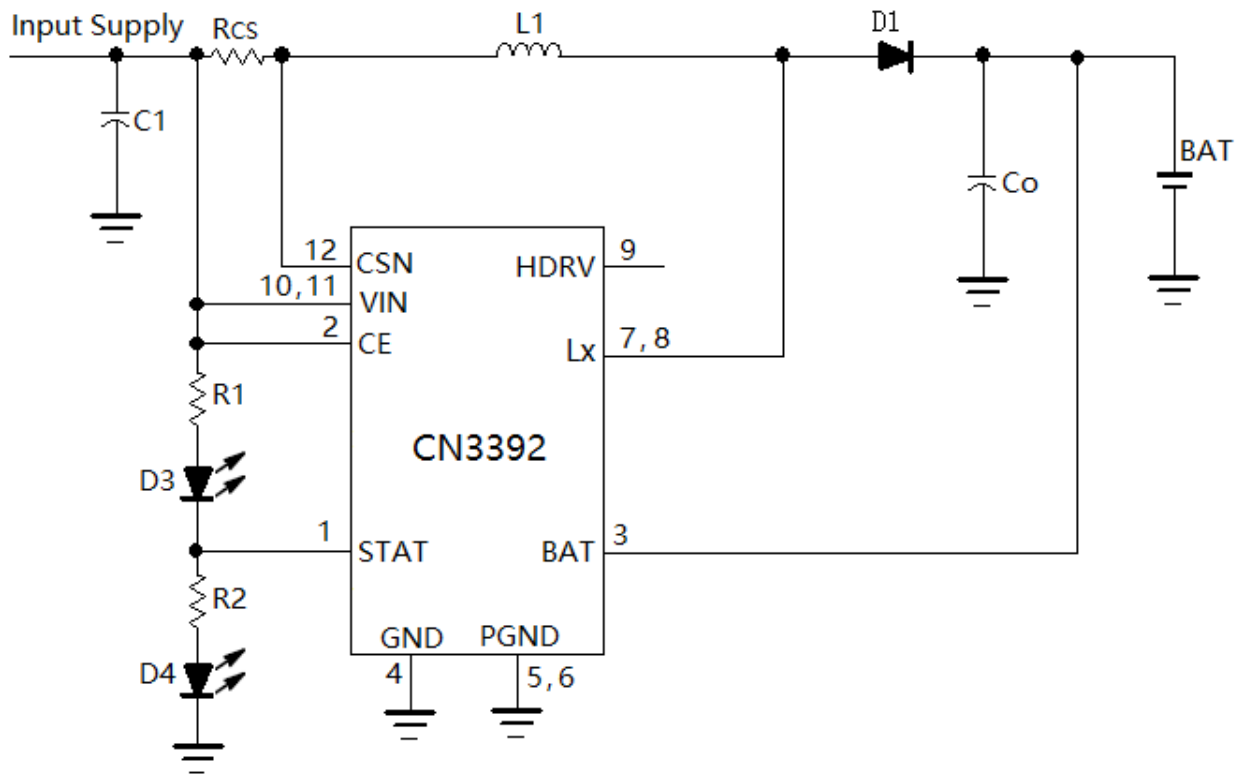 Input Supply
RCS
L1
D1
C1
Co
BAT
12
CSN
HDRV
9
10,11
VIN
2
CE
Lx
7,8
R1
CN3392
D3
1
STAT
BAT
3
R2
GND
PGND
D4
4
5,6